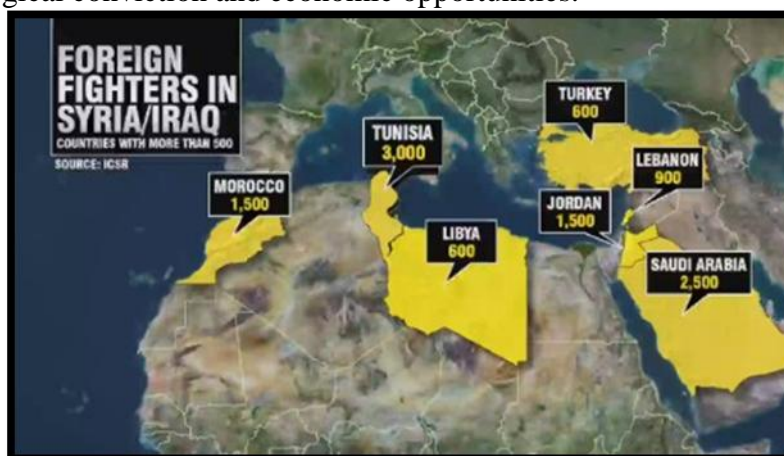 gical conviction and economic opportunities.
FOREIGN
FIGHTERS IN
SYRIA/IRAQ
COUNTRIES WITH MORE THAN 500
SOURCE: ICSR
MOROCCO
1,500
TUNISIA
3,000
LIBYA
600
TURKEY
600
LEBANON
900
JORDAN
1,500
SAUDI ARABIA
2,500